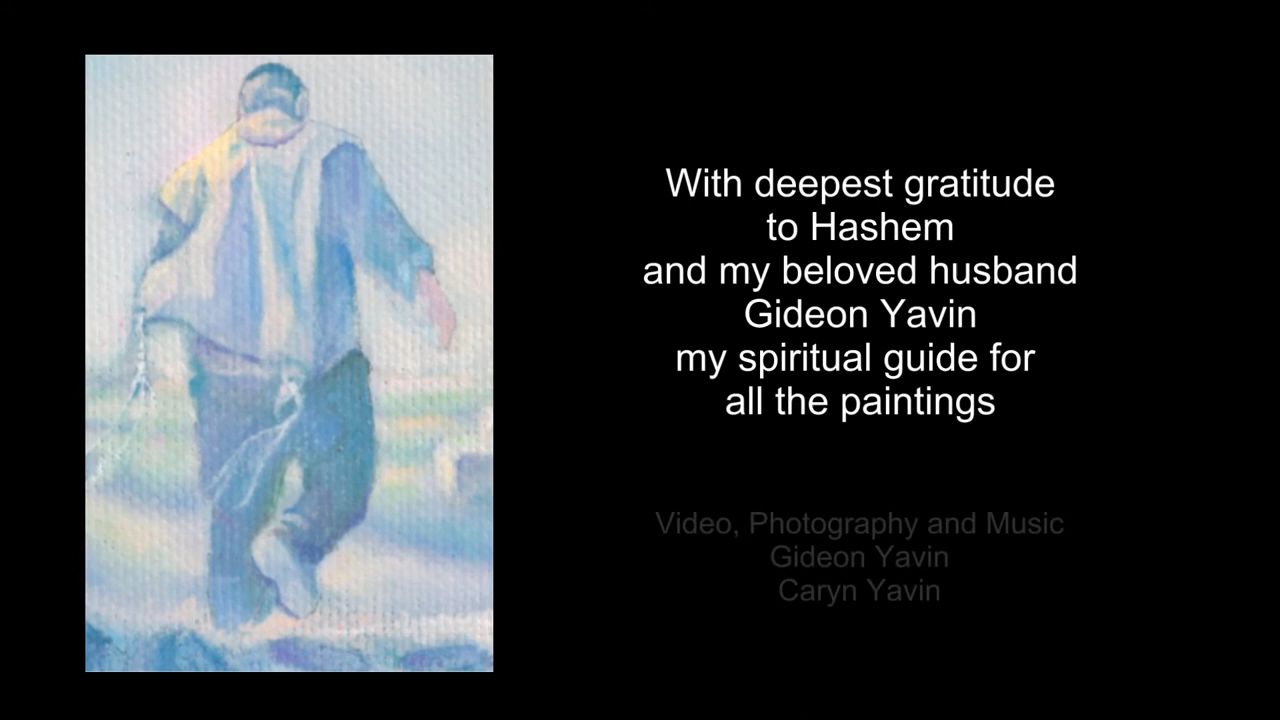 With deepest gratitude
to Hashem
and my beloved husband
Gideon Yavin
my spiritual guide for
all the paintings
Video, Photography and Music
Gideon Yavin
Caryn Yavin